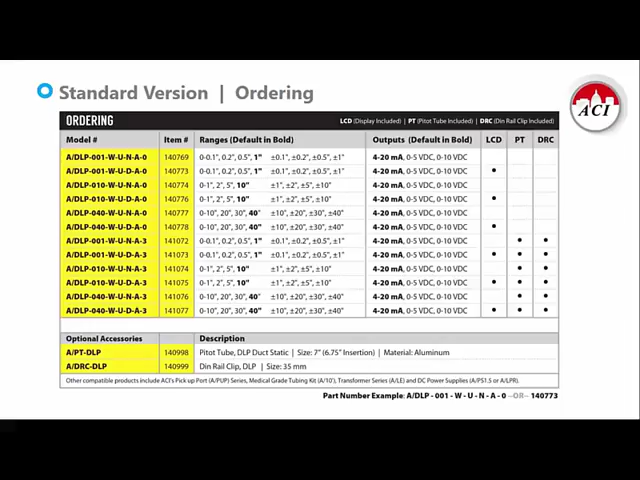 Standard Version | Ordering
ACI
ORDERING LCD (Display Included) | PT (Pitot Tube Included) | DRC (Din Rail Clip Included)
Model # Item # Ranges (Default in Bold) Outputs (Default in Bold) LCD PT DRC
A/DLP-001-W-U-N-A-0 140769 0-0.1", 0.2", 0.5", 1" ±0.1", ±0.2", ±0.5", ±1" 4-20 mA, 0-5 VDC, 0-10 VDC
A/DLP-001-W-U-D-A-0 140773 0-0.1", 0.2", 0.5", 1" ±0.1", ±0.2", ±0.5", ±1" 4-20 mA, 0-5 VDC, 0-10 VDC •
A/DLP-010-W-U-N-A-0 140774 0-1", 2", 5", 10" ±1", ±2", ±5", ±10" 4-20 mA, 0-5 VDC, 0-10 VDC
A/DLP-010-W-U-D-A-0 140776 0-1", 2", 5", 10" ±1", ±2", ±5", ±10" 4-20 mA, 0-5 VDC, 0-10 VDC •
A/DLP-040-W-U-N-A-0 140777 0-10", 20", 30", 40" ±10", ±20", ±30", ±40" 4-20 mA, 0-5 VDC, 0-10 VDC
A/DLP-040-W-U-D-A-0 140778 0-10", 20", 30", 40" ±10", ±20", ±30", ±40" 4-20 mA, 0-5 VDC, 0-10 VDC •
A/DLP-001-W-U-N-A-3 141072 0-0.1", 0.2", 0.5", 1" ±0.1", ±0.2", ±0.5", ±1" 4-20 mA, 0-5 VDC, 0-10 VDC • •
A/DLP-001-W-U-D-A-3 141073 0-0.1", 0.2", 0.5", 1" ±0.1", ±0.2", ±0.5", ±1" 4-20 mA, 0-5 VDC, 0-10 VDC • • •
A/DLP-010-W-U-N-A-3 141074 0-1", 2", 5", 10" ±1", ±2", ±5", ±10" 4-20 mA, 0-5 VDC, 0-10 VDC • •
A/DLP-010-W-U-D-A-3 141075 0-1", 2", 5", 10" ±1", ±2", ±5", ±10" 4-20 mA, 0-5 VDC, 0-10 VDC • • •
A/DLP-040-W-U-N-A-3 141076 0-10", 20", 30", 40" ±10", ±20", ±30", ±40" 4-20 mA, 0-5 VDC, 0-10 VDC • •
A/DLP-040-W-U-D-A-3 141077 0-10", 20", 30", 40" ±10", ±20", ±30", ±40" 4-20 mA, 0-5 VDC, 0-10 VDC • • •
Optional Accessories Description
A/PT-DLP 140998 Pitot Tube, DLP Duct Static | Size: 7" (6.75" Insertion) | Material: Aluminum
A/DRC-DLP 140999 Din Rail Clip, DLP | Size: 35 mm
Other compatible products include ACI's Pick up Port (A/PUP) Series, Medical Grade Tubing Kit (A/10'), Transformer Series (A/LE) and DC Power Supplies (A/PS1.5 or A/LPR).
Part Number Example: A/DLP - 001 - W - U - N - A - 0 --OR-- 140773